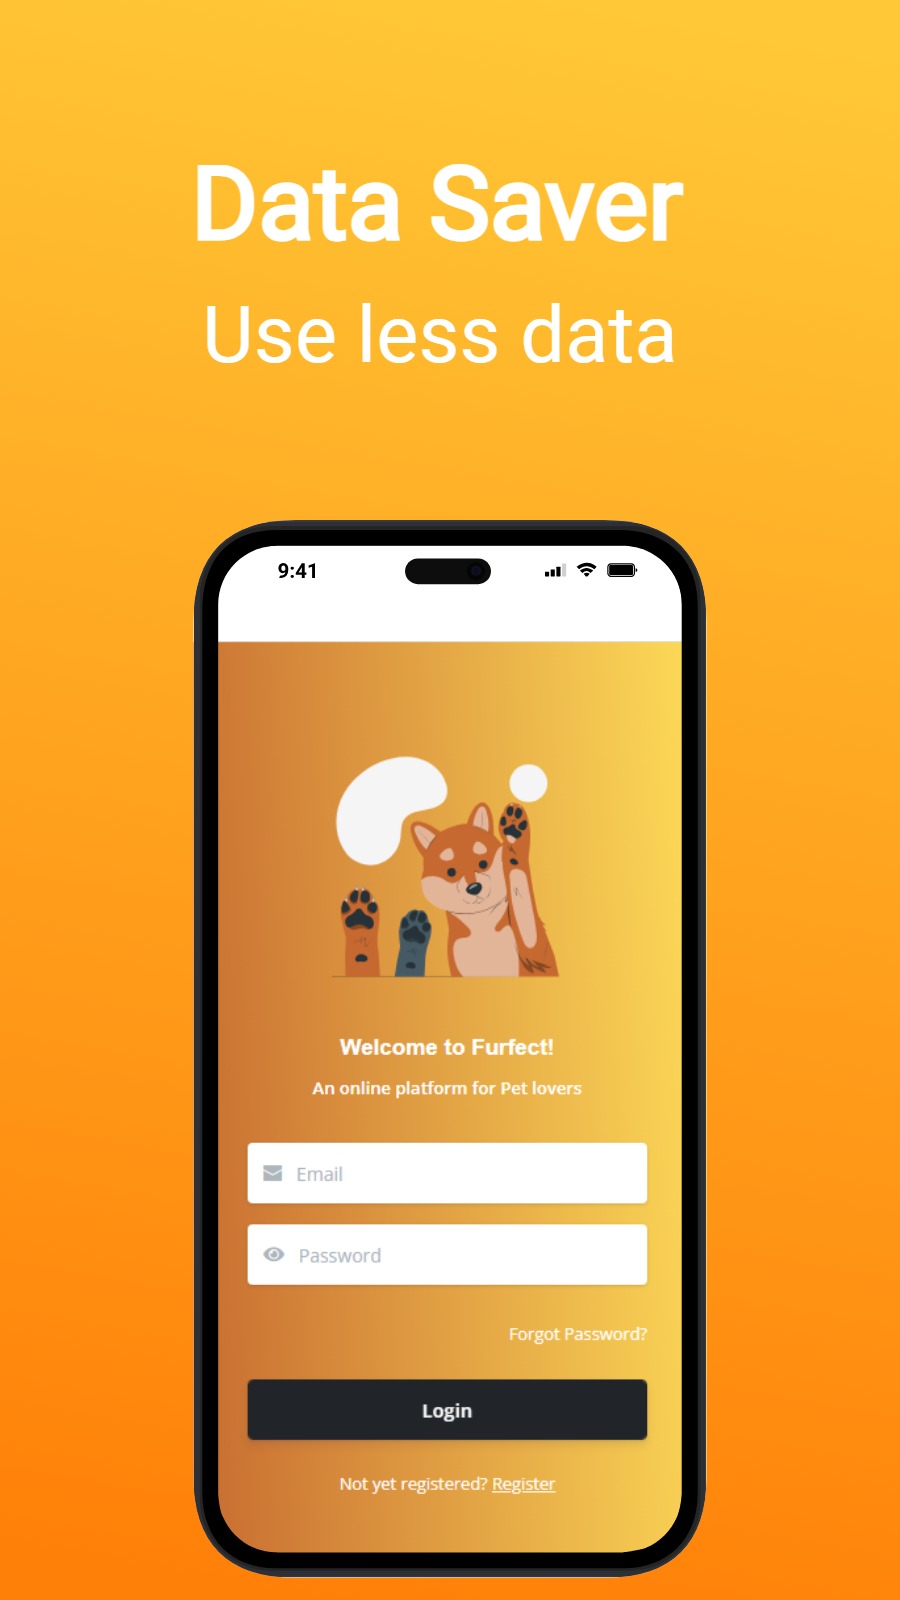 Data Saver
Use less data
9:41
Welcome to Furfect!
An online platform for Pet lovers
Email
Password
Forgot Password?
Login
Not yet registered? Register